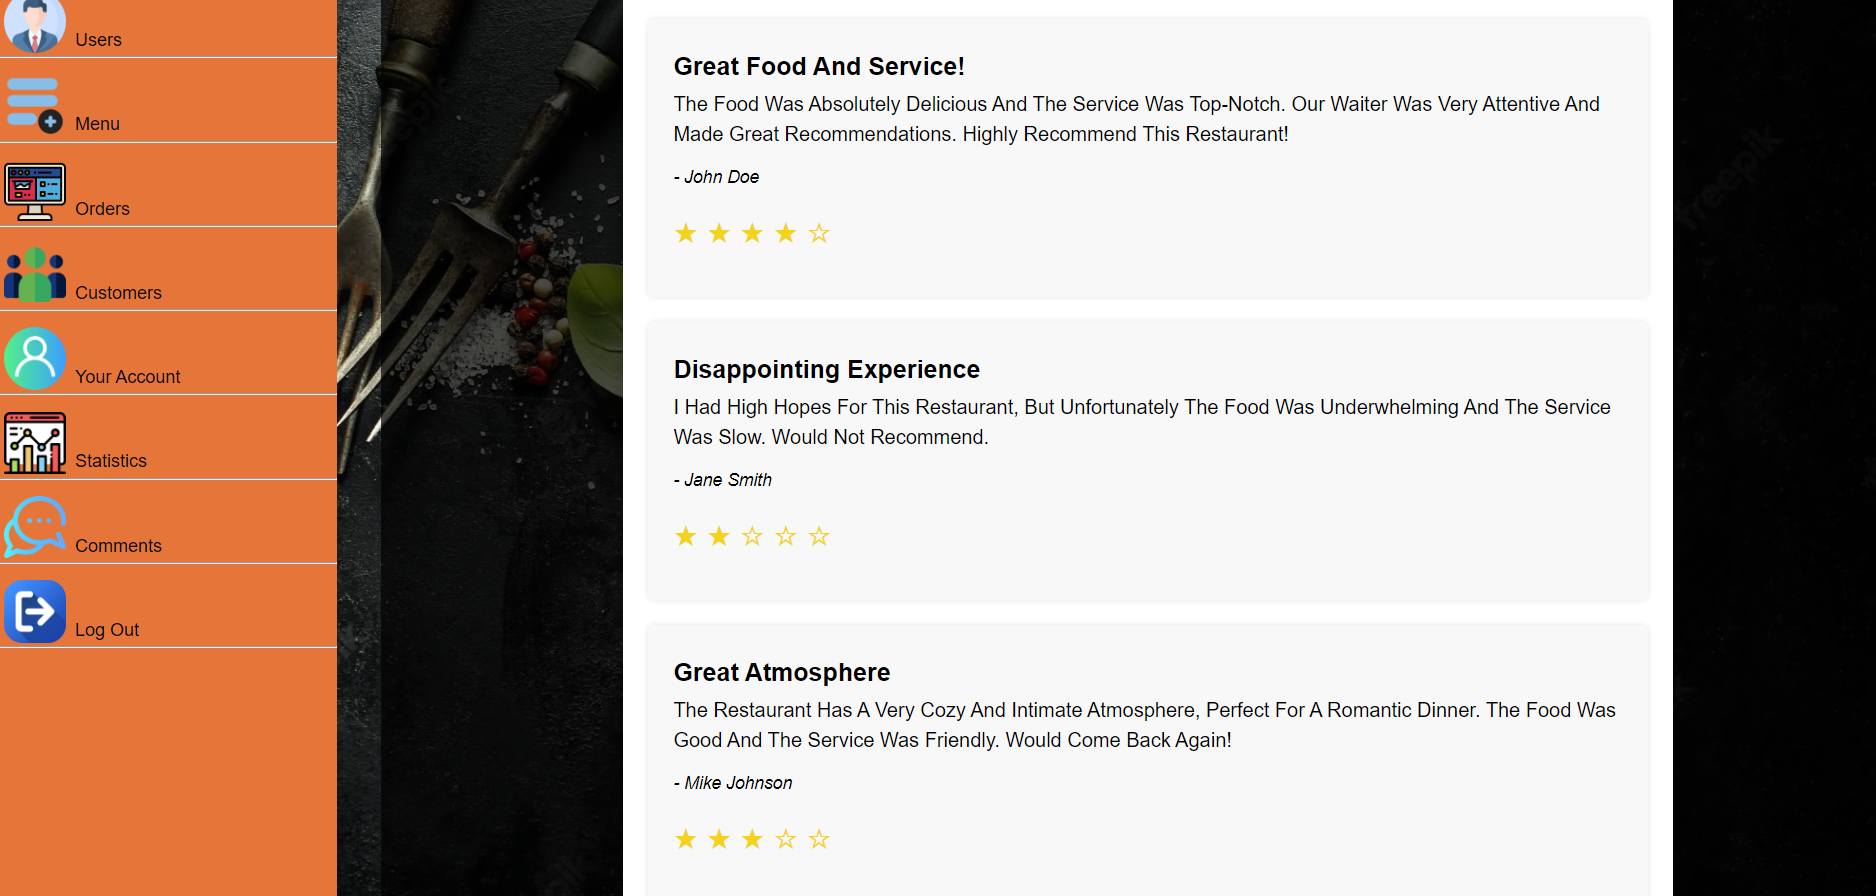 Users
Menu
Orders
Customers
Your Account
Statistics
Comments
Log Out
Great Food And Service!
The Food Was Absolutely Delicious And The Service Was Top-Notch. Our Waiter Was Very Attentive And
Made Great Recommendations. Highly Recommend This Restaurant!
- John Doe
Disappointing Experience
I Had High Hopes For This Restaurant, But Unfortunately The Food Was Underwhelming And The Service
Was Slow. Would Not Recommend.
- Jane Smith
Great Atmosphere
The Restaurant Has A Very Cozy And Intimate Atmosphere, Perfect For A Romantic Dinner. The Food Was
Good And The Service Was Friendly. Would Come Back Again!
- Mike Johnson
freepik